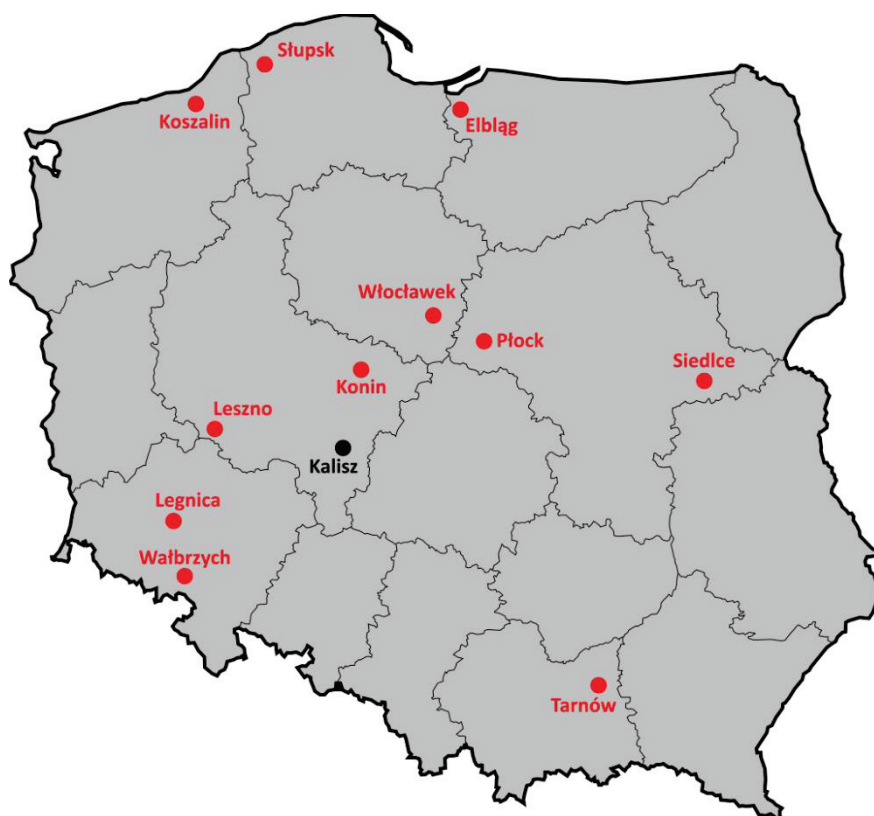 Słupsk
Koszalin
Elbląg
Włocławek
Płock
Siedlce
Konin
Leszno
Kalisz
Legnica
Wałbrzych
Tarnów